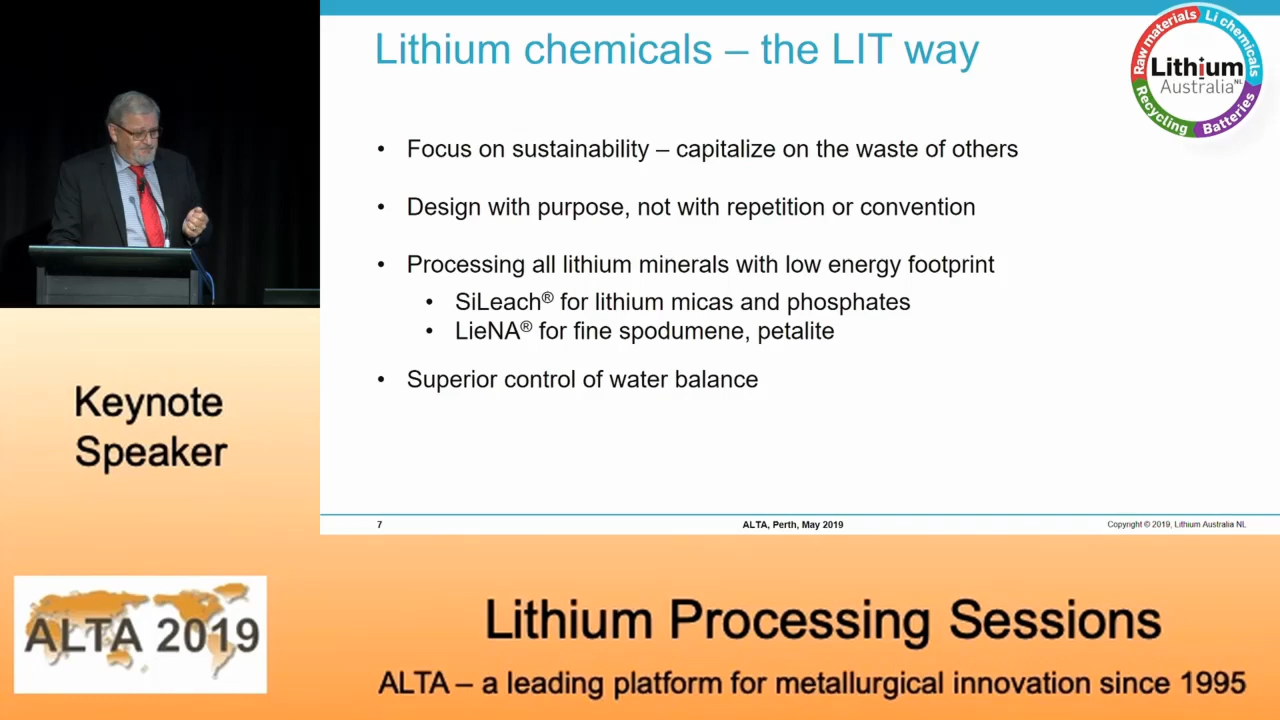 Lithium chemicals – the LIT way
Raw materials
Li chemicals
Lithium
Australia NL
Recycling
Batteries
• Focus on sustainability – capitalize on the waste of others
• Design with purpose, not with repetition or convention
• Processing all lithium minerals with low energy footprint
• SiLeach® for lithium micas and phosphates
• LieNA® for fine spodumene, petalite
• Superior control of water balance
7
ALTA, Perth, May 2019
Copyright © 2019, Lithium Australia NL
Keynote
Speaker
ALTA 2019
Lithium Processing Sessions
ALTA – a leading platform for metallurgical innovation since 1995